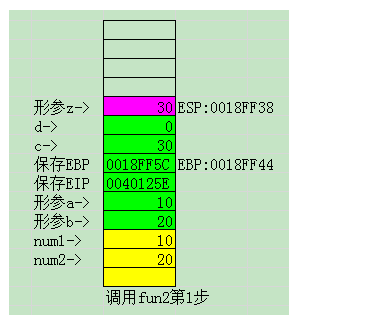 形参z-> 30 ESP:0018FF38
d-> 0
c-> 30
保存EBP 0018FF5C EBP:0018FF44
保存EIP 0040125E
形参a-> 10
形参b-> 20
num1-> 10
num2-> 20
调用fun2第1步